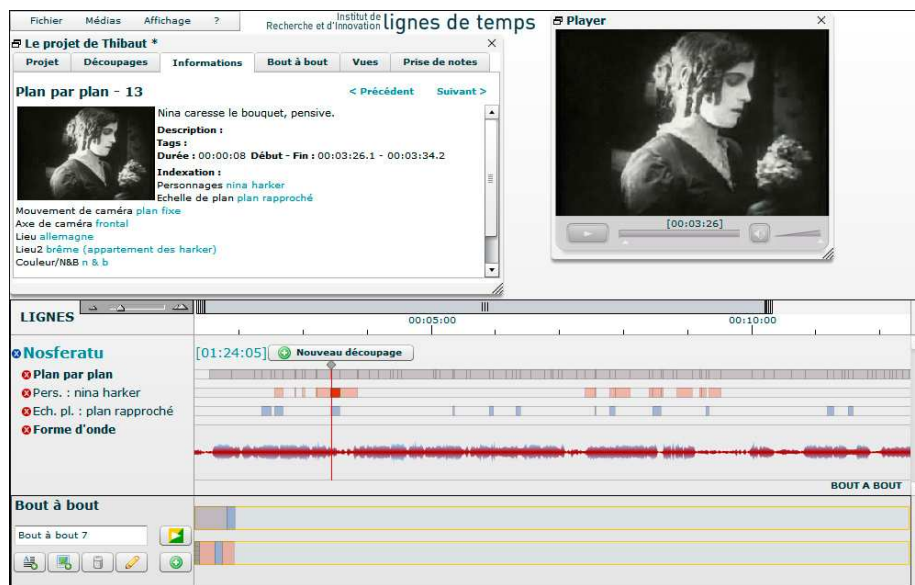 Fichier Médias Affichage ?
Institut de
Recherche et d'Innovation
lignes de temps
Le projet de Thibaut *
Projet Découpages Informations Bout à bout Vues Prise de notes
Plan par plan - 13
< Précédent Suivant >
Nina caresse le bouquet, pensive.
Description :
Tags :
Durée : 00:00:08 Début - Fin : 00:03:26.1 - 00:03:34.2
Indexation :
Personnages nina harker
Echelle de plan plan rapproché
Mouvement de caméra plan fixe
Axe de caméra frontal
Lieu allemagne
Lieu2 brême (appartement des harker)
Couleur/N&B n & b
Player
[00:03:26]
LIGNES
00:05:00 00:10:00
Nosferatu
[01:24:05] Nouveau découpage
Plan par plan
Pers. : nina harker
Ech. pl. : plan rapproché
Forme d'onde
BOUT A BOUT
Bout à bout
Bout à bout 7